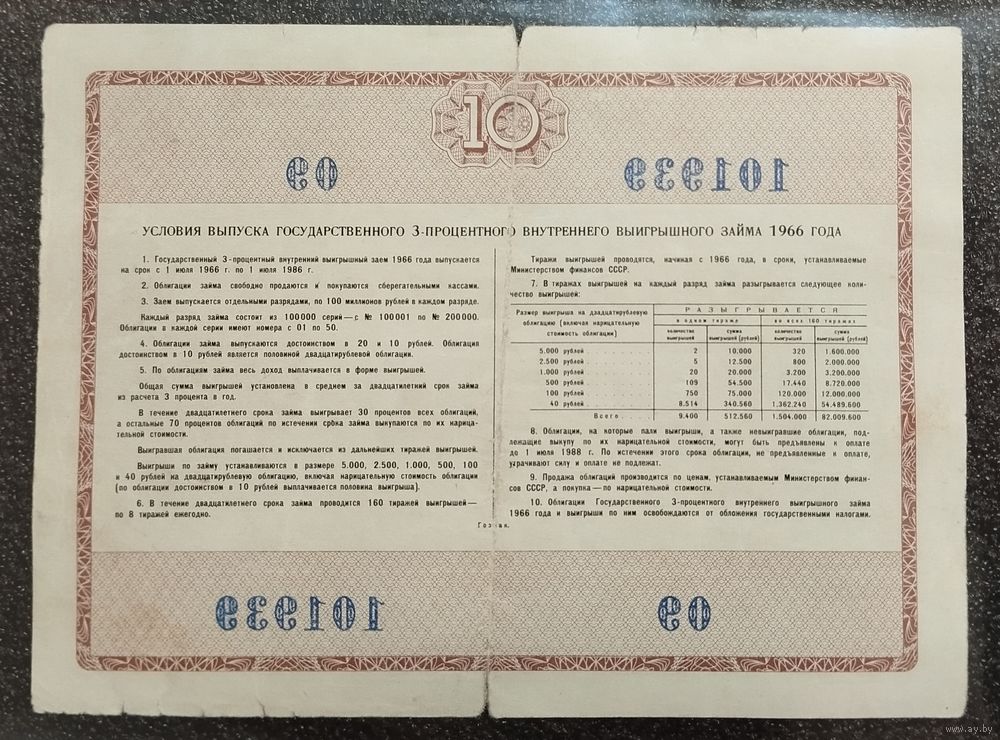 10
09 101939
УСЛОВИЯ ВЫПУСКА ГОСУДАРСТВЕННОГО 3-ПРОЦЕНТНОГО ВНУТРЕННЕГО ВЫИГРЫШНОГО ЗАЙМА 1966 ГОДА
1. Государственный 3-процентный внутренний выигрышный заем 1966 года выпускается
на срок с 1 июля 1966 г. по 1 июля 1986 г.
2. Облигации займа свободно продаются и покупаются сберегательными кассами.
3. Заем выпускается отдельными разрядами, по 100 миллионов рублей в каждом разряде.
Каждый разряд займа состоит из 100000 серий — с № 100001 по № 200000.
Облигации в каждой серии имеют номера с 01 по 50.
4. Облигации займа выпускаются достоинством в 20 и 10 рублей. Облигация
достоинством в 10 рублей является половиной двадцатирублевой облигации.
5. По облигациям займа весь доход выплачивается в форме выигрышей.
Общая сумма выигрышей установлена в среднем за двадцатилетний срок займа
из расчета 3 процента в год.
В течение двадцатилетнего срока займа выигрывает 30 процентов всех облигаций,
а остальные 70 процентов облигаций по истечении срока займа выкупаются по их нарица-
тельной стоимости.
Выигравшая облигация погашается и исключается из дальнейших тиражей выигрышей.
Выигрыши по займу устанавливаются в размере 5.000, 2.500, 1.000, 500, 100
и 40 рублей на двадцатирублевую облигацию, включая нарицательную стоимость облигации
(по облигации достоинством в 10 рублей выплачивается половина выигрыша).
6. В течение двадцатилетнего срока займа проводится 160 тиражей выигрышей —
по 8 тиражей ежегодно.
Тиражи выигрышей проводятся, начиная с 1966 года, в сроки, устанавливаемые
Министерством финансов СССР.
7. В тиражах выигрышей на каждый разряд займа разыгрывается следующее коли-
чество выигрышей:
Размер выигрыша на двадцатирублевую облигацию (включая нарицательную стоимость облигации) РАЗЫГРЫВАЕТСЯ
в одном тираже во всех 160 тиражах
количество выигрышей сумма выигрышей (рублей) количество выигрышей сумма выигрышей (рублей)
5.000 рублей 2 10.000 320 1.600.000
2.500 рублей 5 12.500 800 2.000.000
1.000 рублей 20 20.000 3.200 3.200.000
500 рублей 109 54.500 17.440 8.720.000
100 рублей 750 75.000 120.000 12.000.000
40 рублей 8.514 340.560 1.362.240 54.489.600
Всего 9.400 512.560 1.504.000 82.009.600
8. Облигации, на которые пали выигрыши, а также невыигравшие облигации, под-
лежащие выкупу по их нарицательной стоимости, могут быть предъявлены к оплате
до 1 июля 1988 г. По истечении этого срока облигации, не предъявленные к оплате,
утрачивают силу и оплате не подлежат.
9. Продажа облигаций производится по ценам, устанавливаемым Министерством финан-
сов СССР, а покупка — по нарицательной стоимости.
10. Облигации Государственного 3-процентного внутреннего выигрышного займа
1966 года и выигрыши по ним освобождаются от обложения государственными налогами.
Гознак.
101939 09
www.ay.by